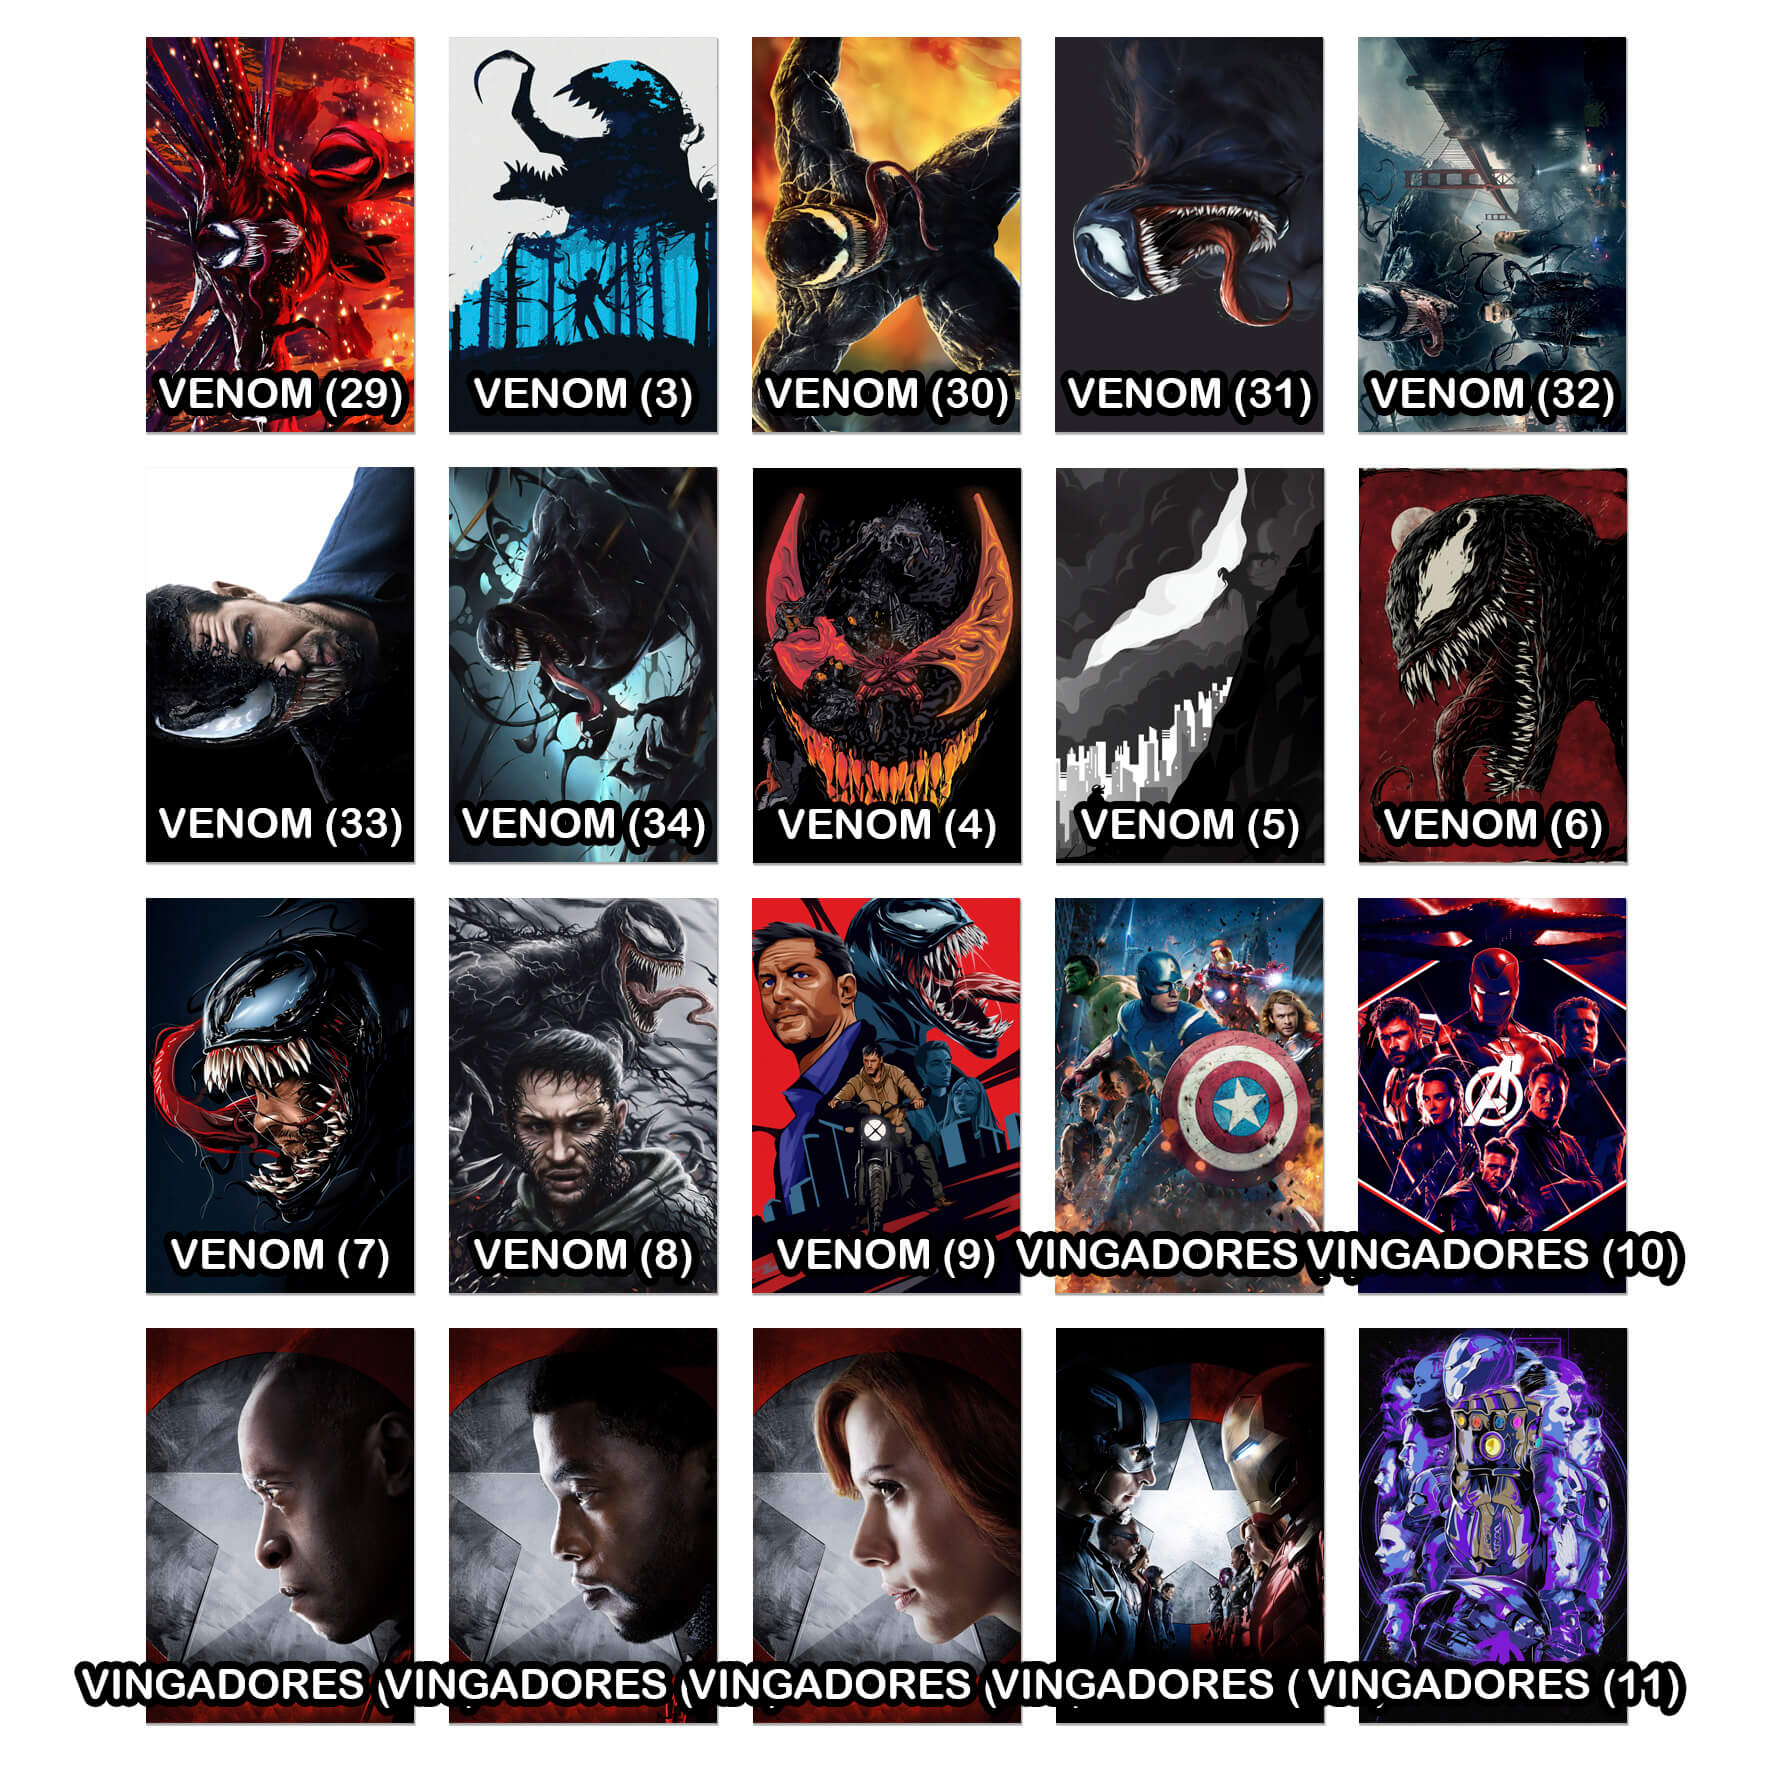 VENOM (29)
VENOM (3)
VENOM (30)
VENOM (31)
VENOM (32)
VENOM (33)
VENOM (34)
VENOM (4)
VENOM (5)
VENOM (6)
VENOM (7)
VENOM (8)
VENOM (9)
VINGADORES
VINGADORES (10)
VINGADORES
VINGADORES
VINGADORES
VINGADORES (
VINGADORES (11)